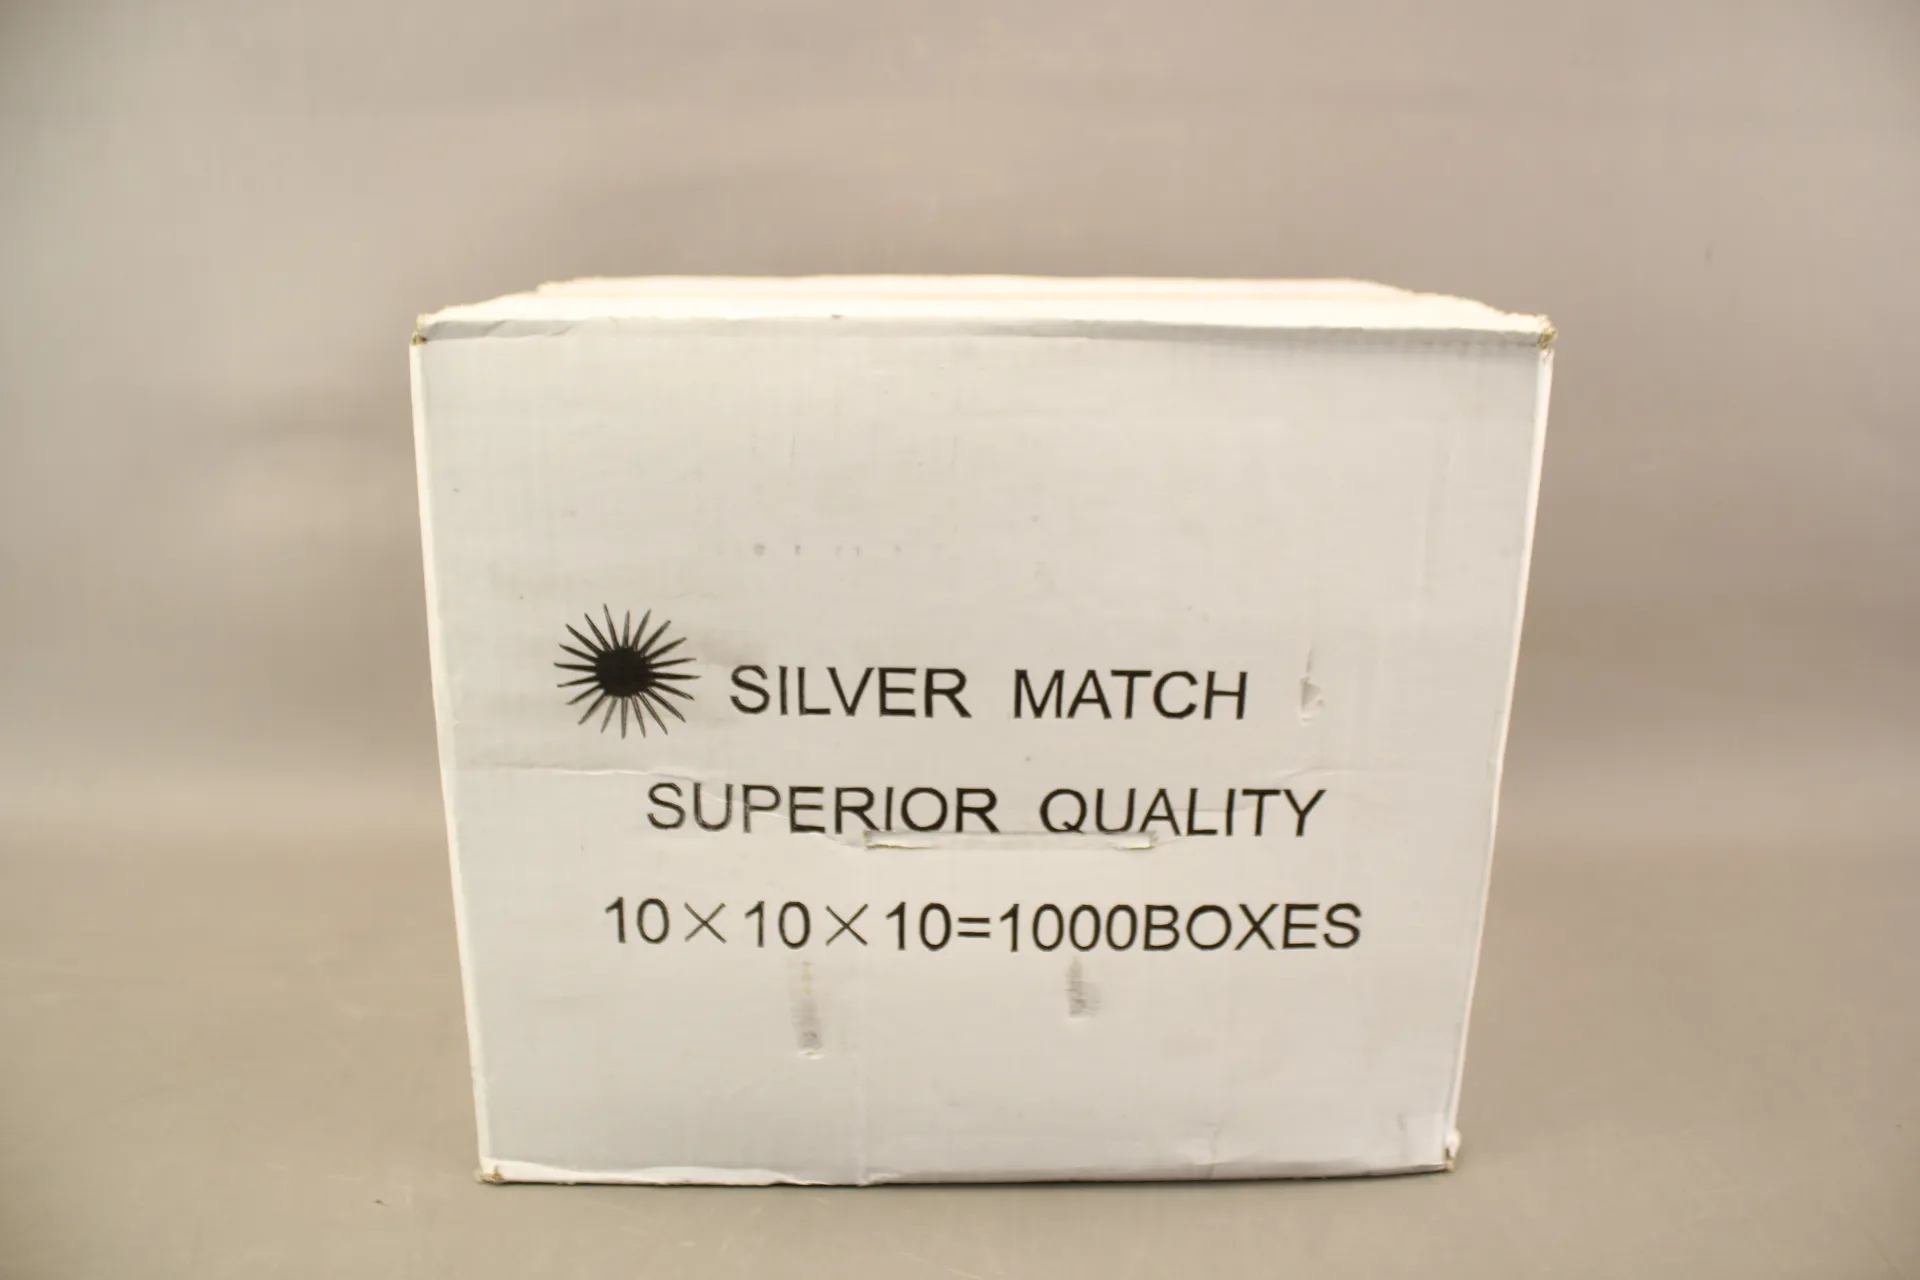 SILVER MATCH
SUPERIOR QUALITY
10×10×10=1000BOXES